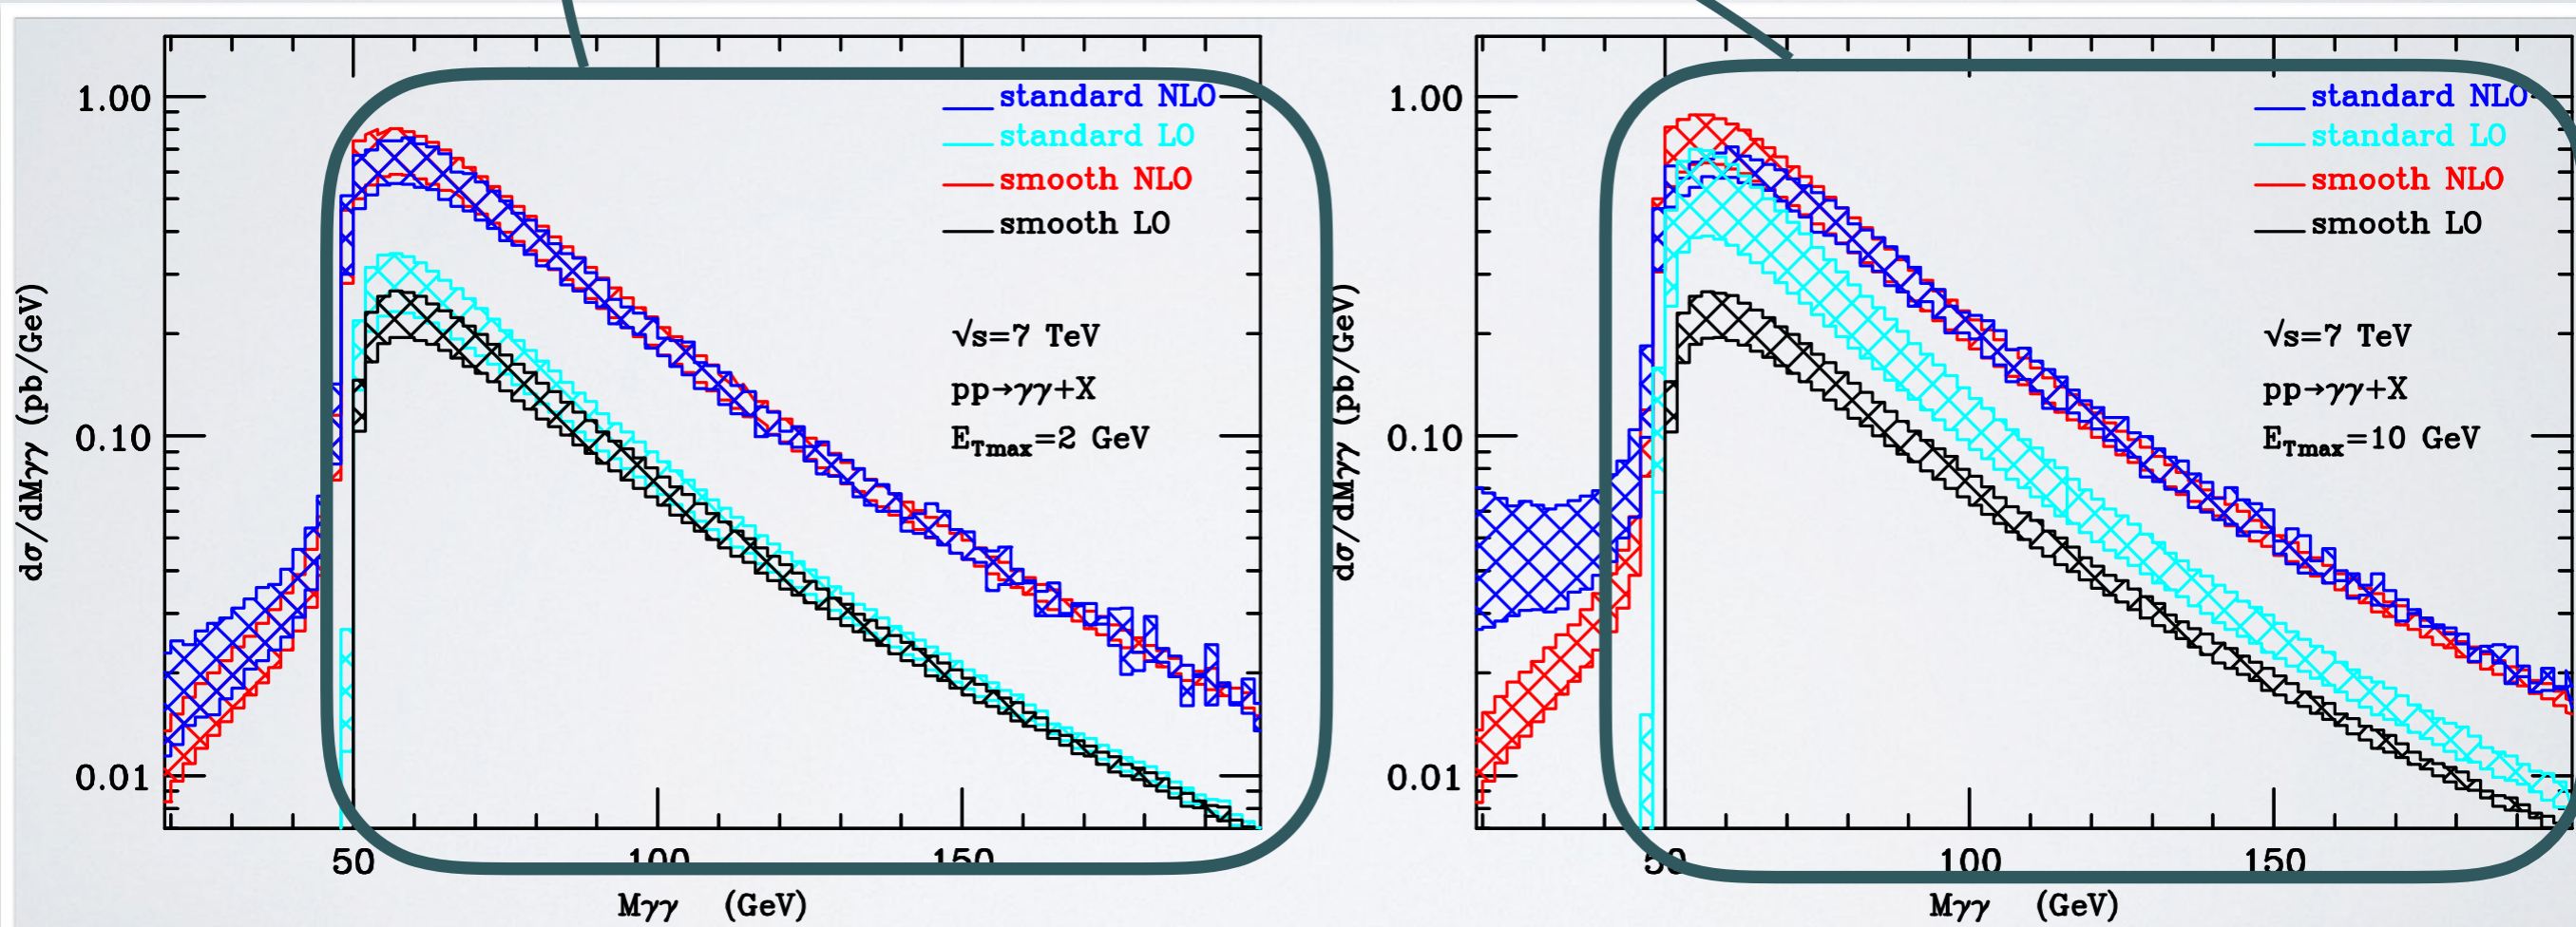 1.00
0.10
0.01
dσ/dMγγ (pb/GeV)
standard NLO
standard LO
smooth NLO
smooth LO
√s=7 TeV
pp→γγ+X
E_Tmax=2 GeV
50
100
150
Mγγ (GeV)
1.00
0.10
0.01
dσ/dMγγ (pb/GeV)
standard NLO
standard LO
smooth NLO
smooth LO
√s=7 TeV
pp→γγ+X
E_Tmax=10 GeV
50
100
150
Mγγ (GeV)